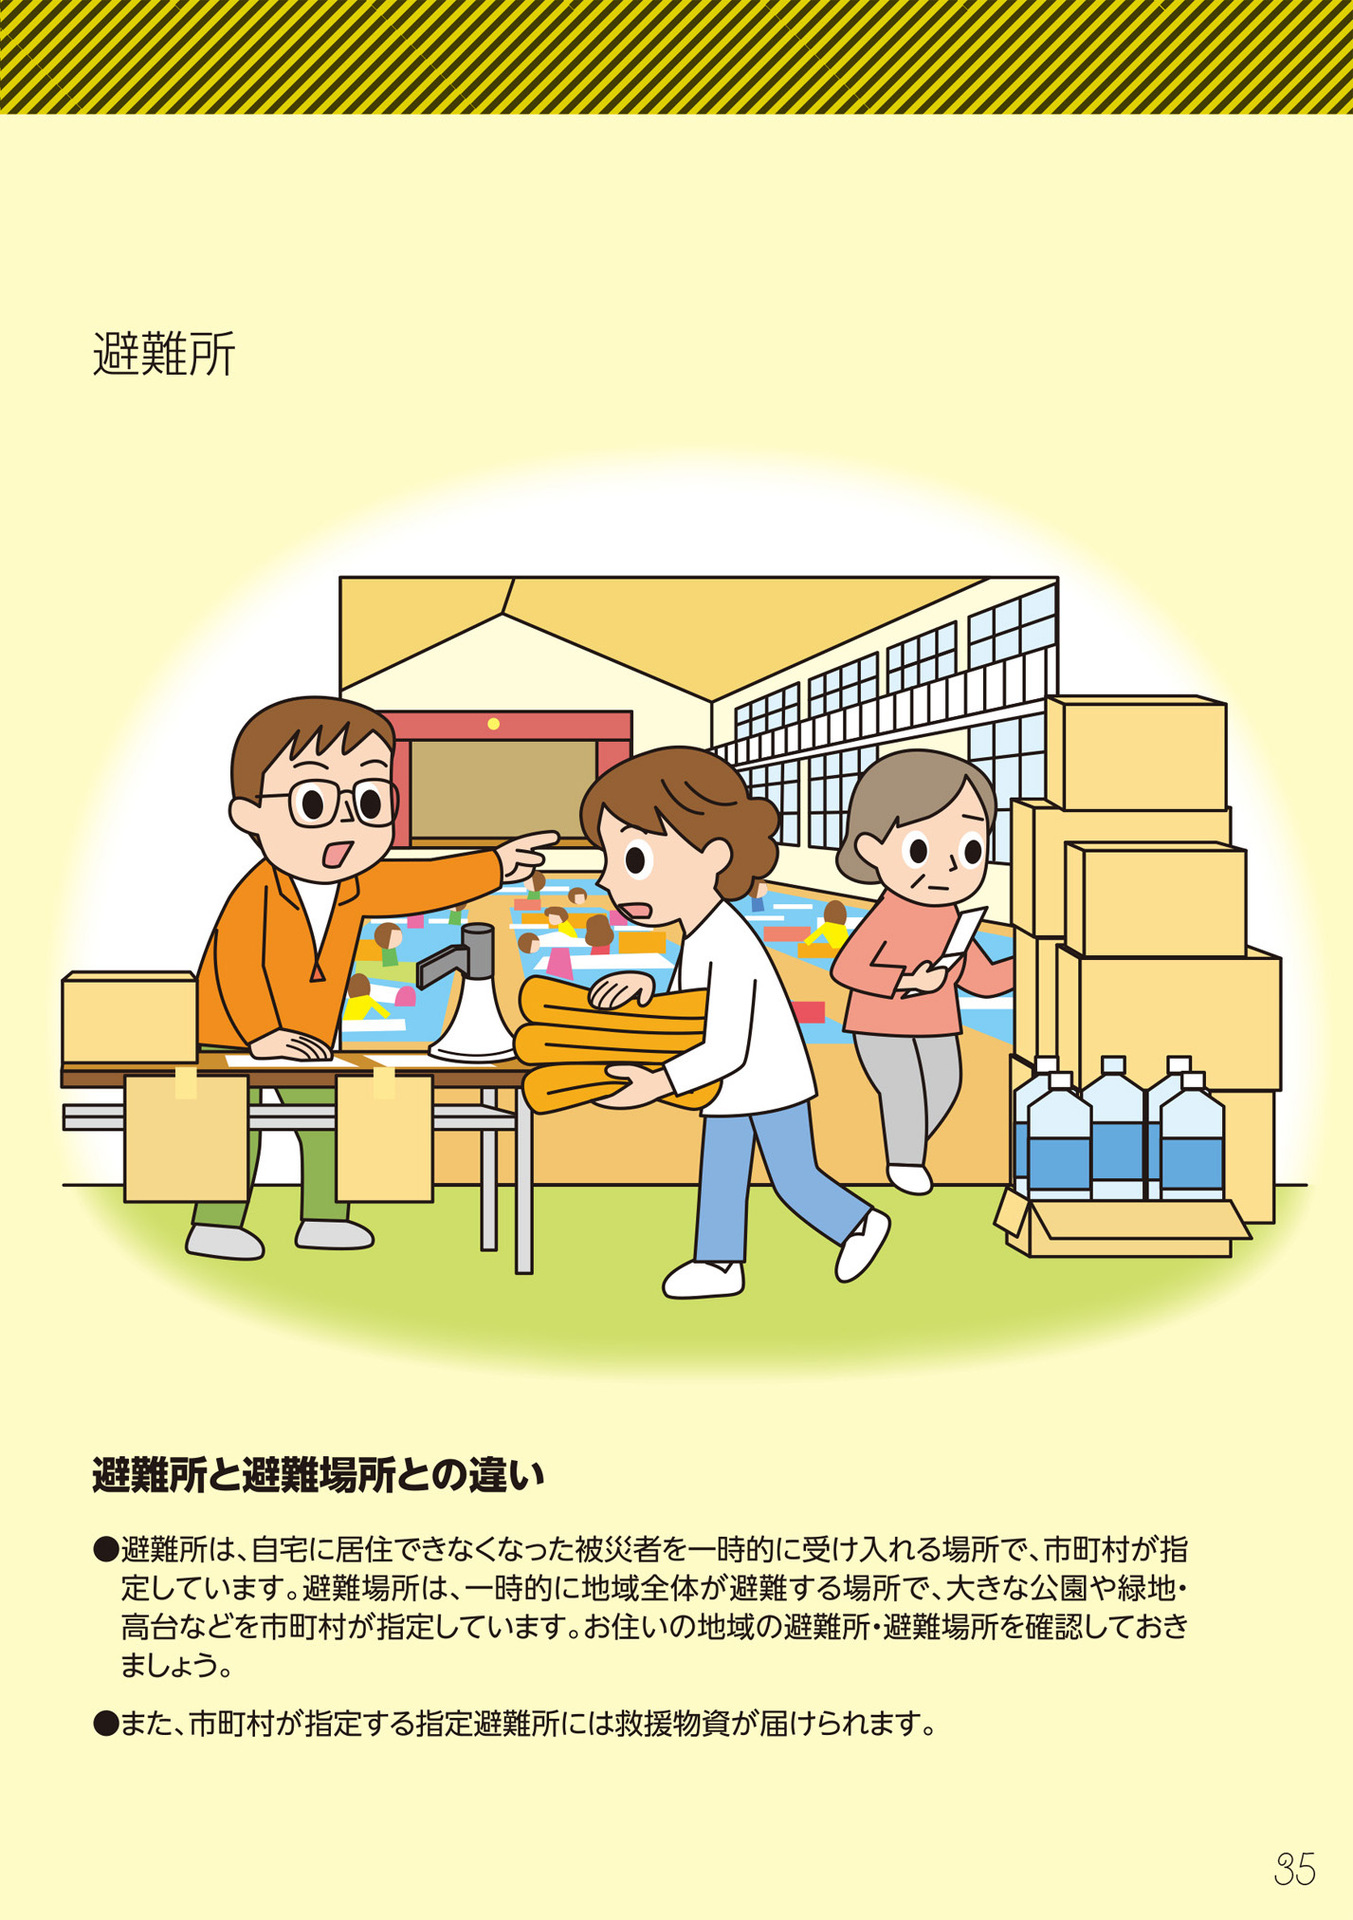 避難所
避難所と避難場所との違い
●避難所は、自宅に居住できなくなった被災者を一時的に受け入れる場所で、市町村が指
定しています。避難場所は、一時的に地域全体が避難する場所で、大きな公園や緑地・
高台などを市町村が指定しています。お住いの地域の避難所・避難場所を確認しておき
ましょう。
●また、市町村が指定する指定避難所には救援物資が届けられます。
35